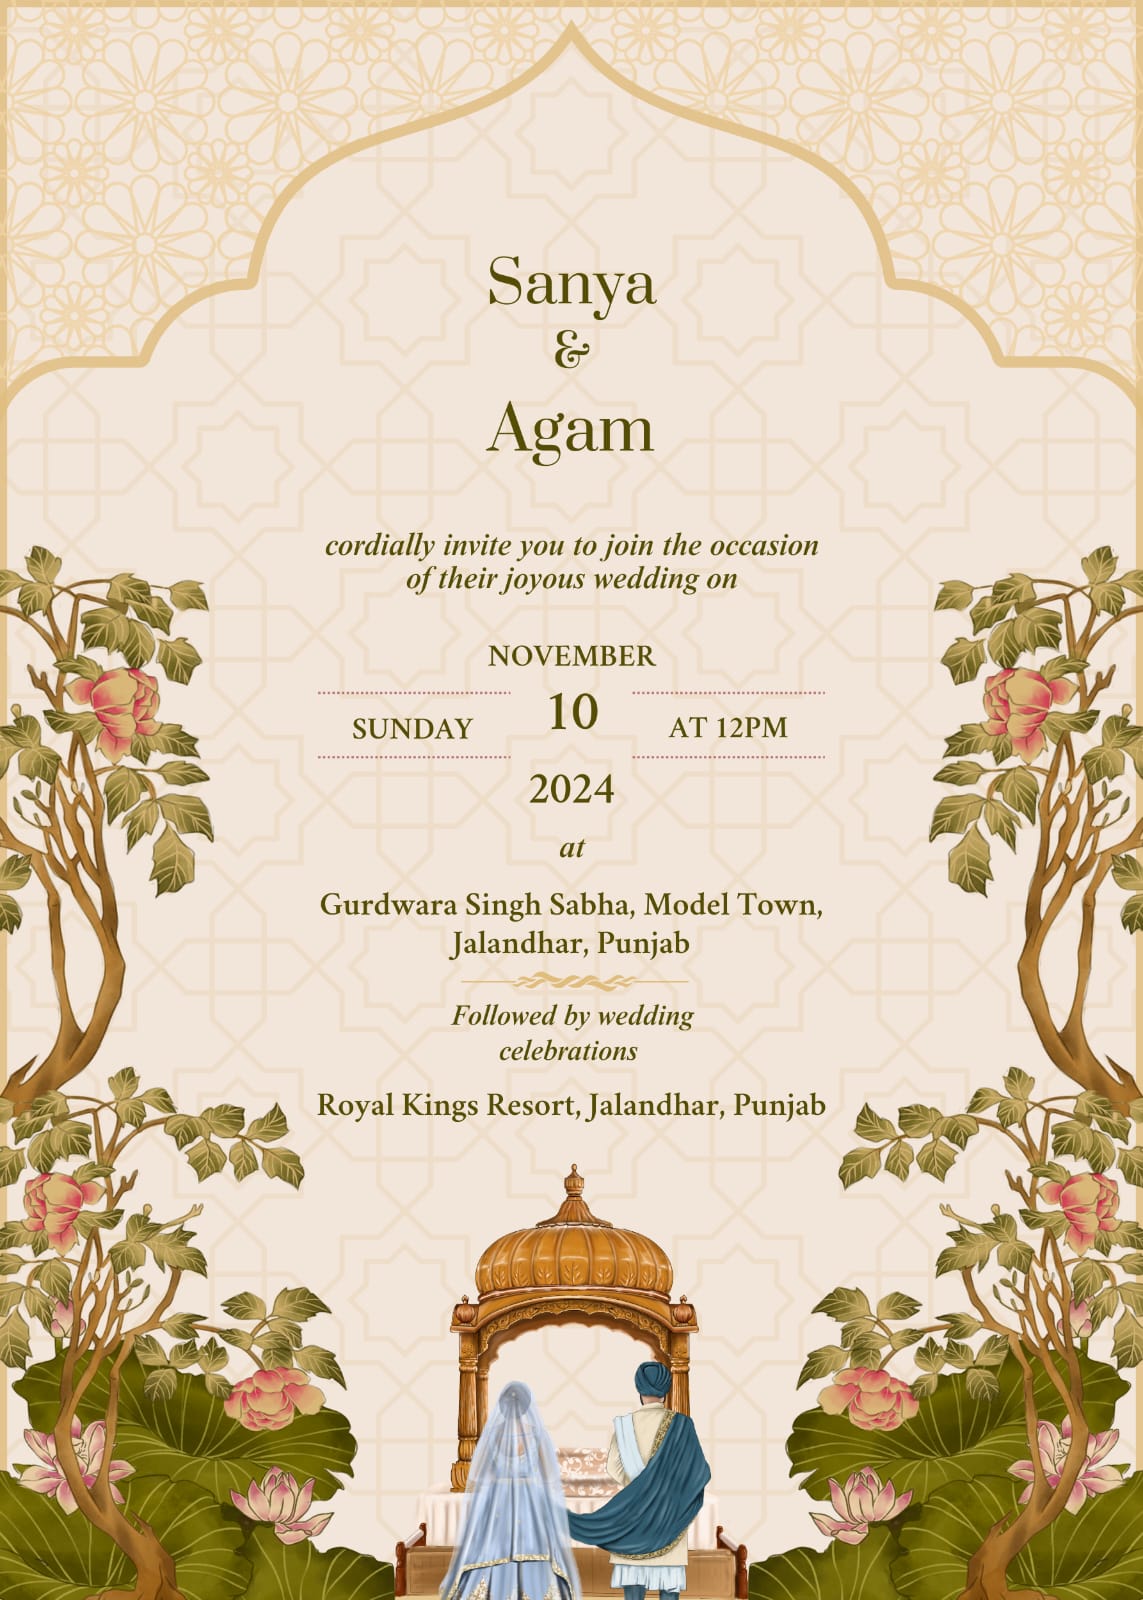 Sanya
&
Agam
cordially invite you to join the occasion
of their joyous wedding on
NOVEMBER
SUNDAY
10
AT 12PM
2024
at
Gurdwara Singh Sabha, Model Town,
Jalandhar, Punjab
Followed by wedding
celebrations
Royal Kings Resort, Jalandhar, Punjab